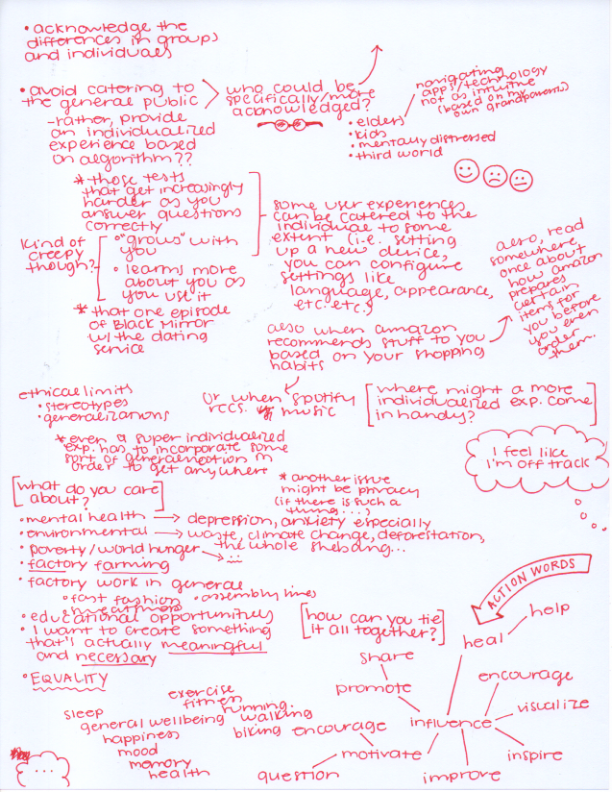 • acknowledge the
differences in groups
and individuals
• avoid catering to
the general public
- rather, provide
an individualized
experience based
on algorithm??
who could be
specifically/more
acknowledged?
• elders
• kids
• mentally distressed
• third world
navigating
apps/technology
not as intuitive
(based on my
own grandparents)
* those tests
that get increasingly
harder as you
answer questions
correctly
kind of
creepy
though?
• "grows" with
you
• learns more
about you as
you use it
* that one episode
of Black Mirror
w/ the dating
service
some user experiences
can be catered to the
individual to some
extent (i.e. setting
up a new device,
you can configure
settings like
language, appearance,
etc. etc.)
also when amazon
recommends stuff to you
based on your shopping
habits
also, read
somewhere
once about
how amazon
prepares
certain
items for
you before
you even
order
them..
or when spotify
recs. music
[where might a more
individualized exp. come
in handy?]
ethical limits
• stereotypes
• generalizations
* even a super individualized
exp. has to incorporate some
sort of generalization in
order to get anywhere
I feel like
I'm off track
* another issue
might be privacy
(if there is such a
thing...)
[what do you care
about?]
• mental health → depression, anxiety especially
• environmental → waste, climate change, deforestation,
the whole shebang...
• poverty/world hunger
• factory farming
• factory work in general
• fast fashion
• assembly lines
• educational opportunities
• I want to create something
that's actually meaningful
and necessary
• EQUALITY
[how can you tie
it all together?]
ACTION WORDS
help
heal
share
promote
encourage
visualize
influence
inspire
improve
motivate
encourage
question
exercise
fitness
running.
sleep
general wellbeing
walking
happiness
biking
mood
memory
health
...